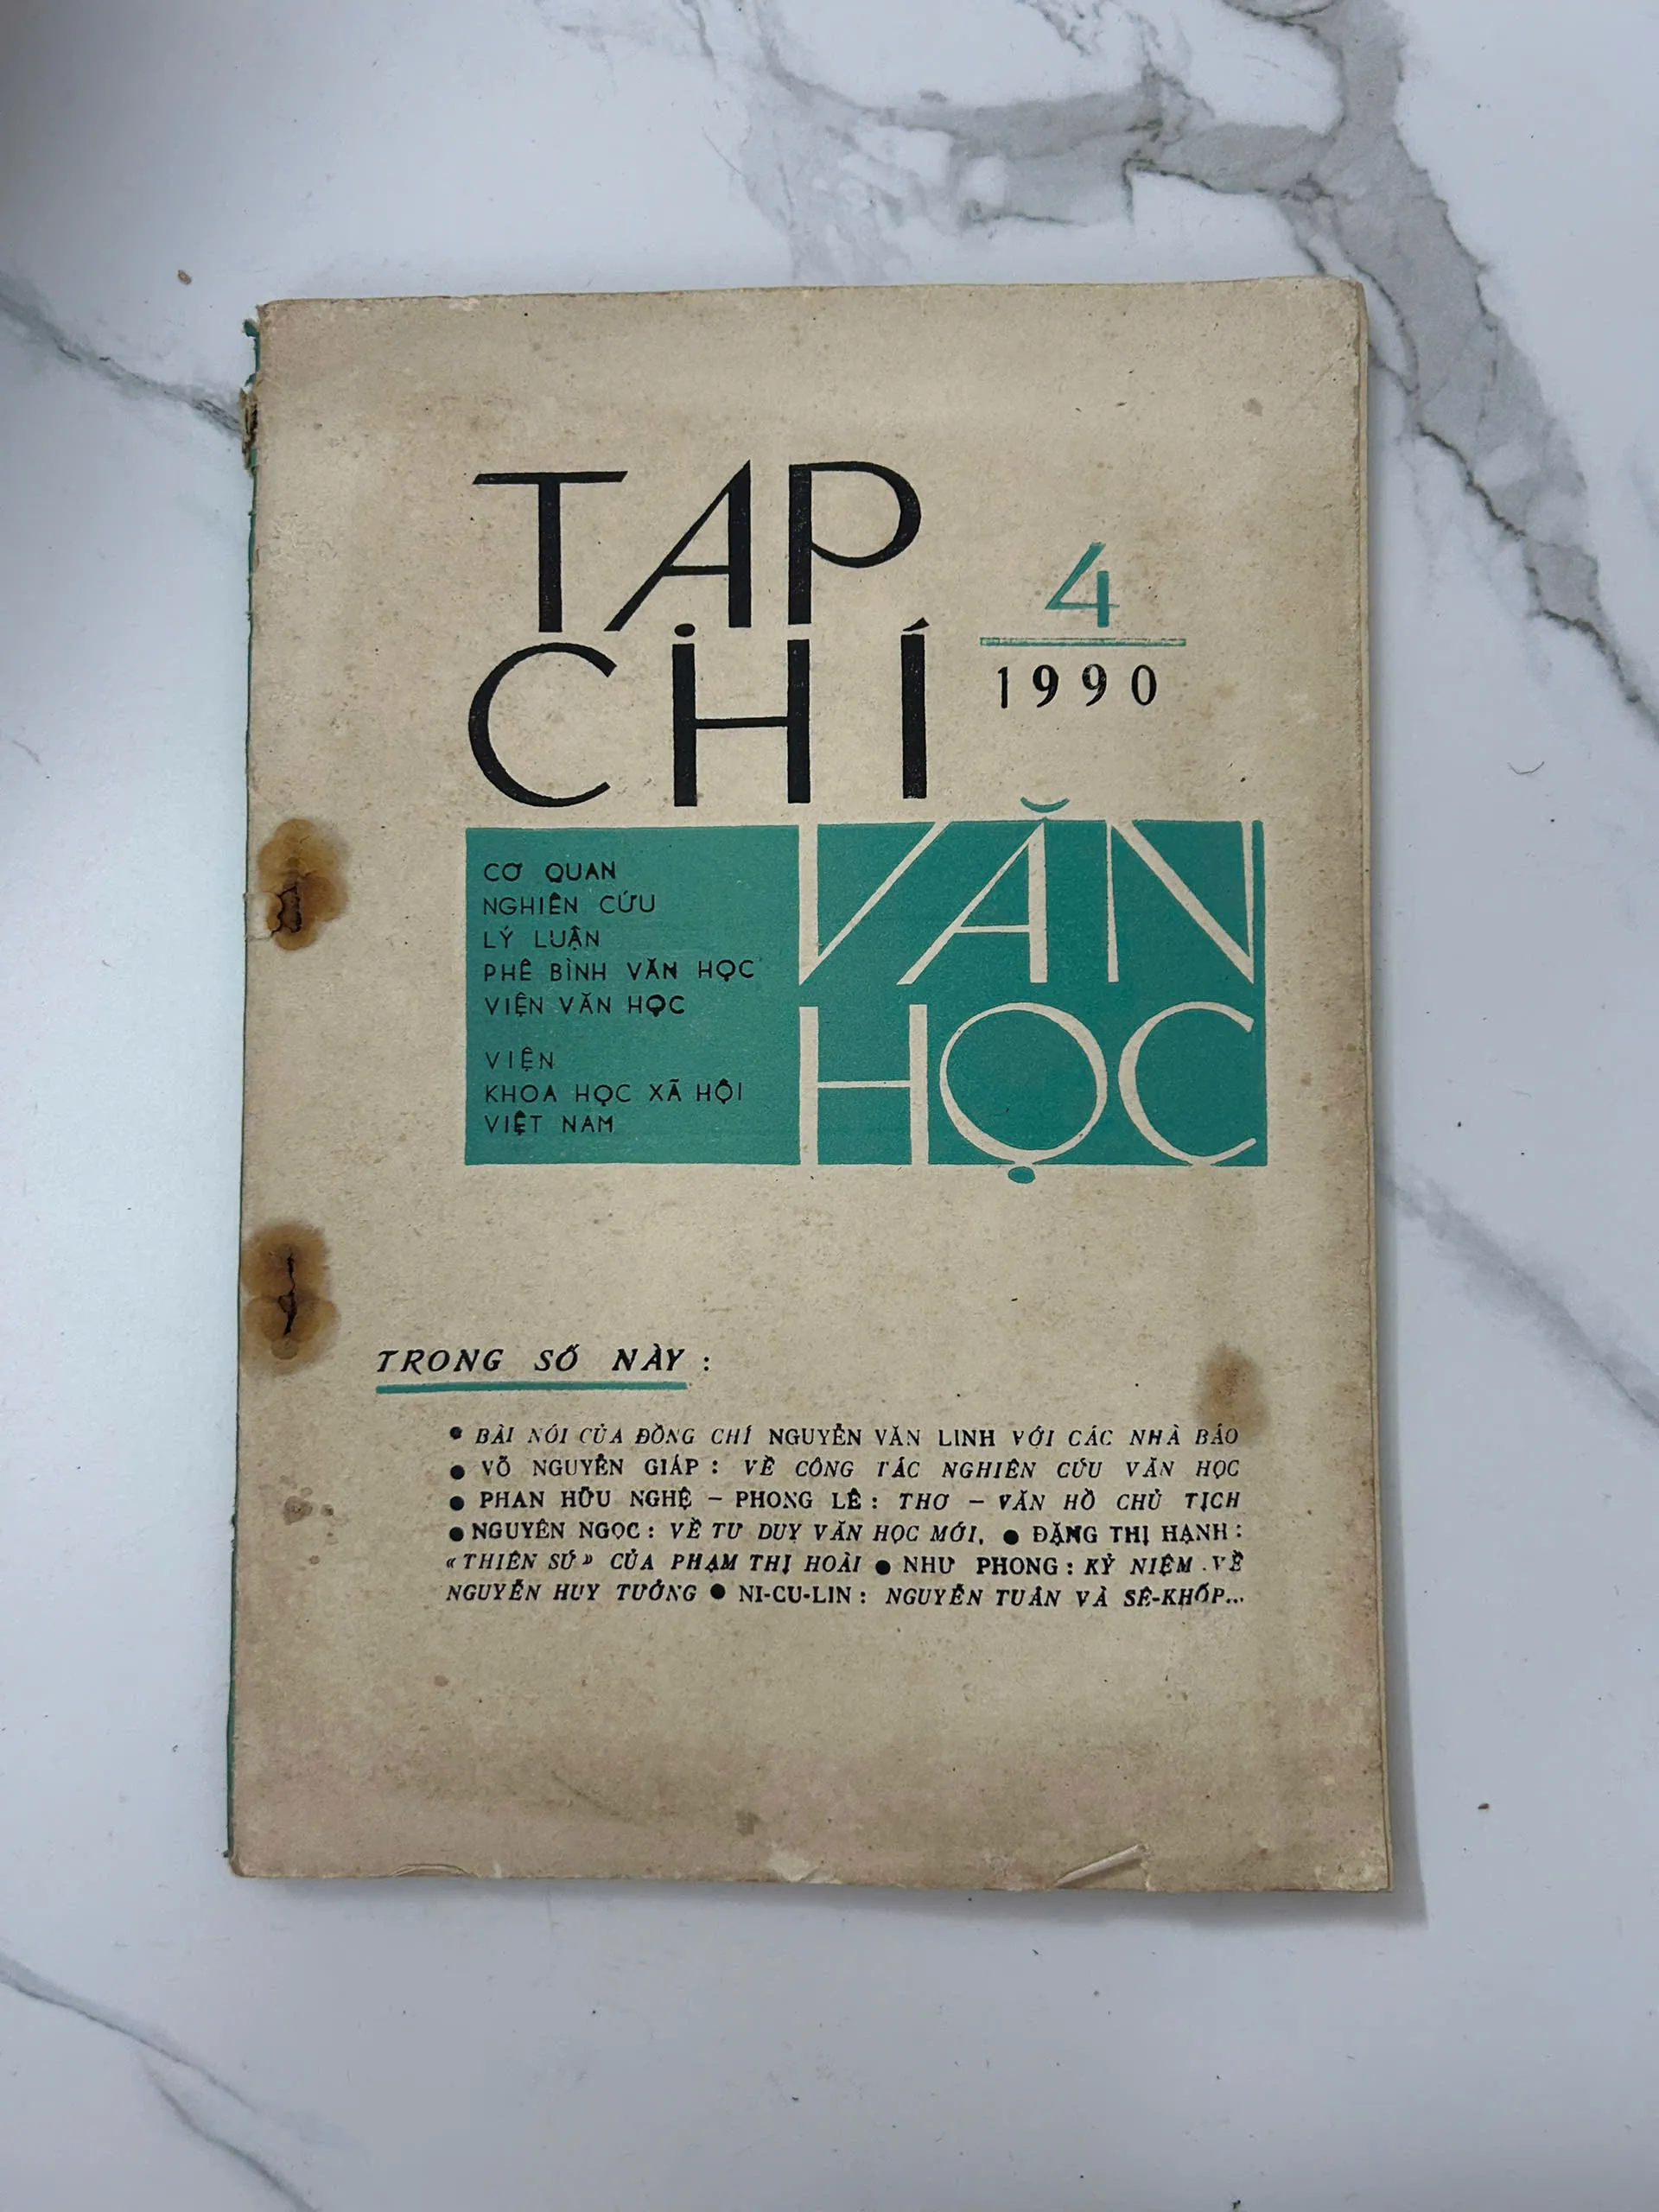 TẠP
CHÍ
4
1990
VĂN
HỌC
CƠ QUAN
NGHIÊN CỨU
LÝ LUẬN
PHÊ BÌNH VĂN HỌC
VIỆN VĂN HỌC
VIỆN
KHOA HỌC XÃ HỘI
VIỆT NAM
TRONG SỐ NÀY :
● BÀI NÓI CỦA ĐỒNG CHÍ NGUYỄN VĂN LINH VỚI CÁC NHÀ BÁO
● VÕ NGUYÊN GIÁP : VỀ CÔNG TÁC NGHIÊN CỨU VĂN HỌC
● PHAN HỮU NGHỆ – PHONG LÊ : THƠ – VĂN HỒ CHỦ TỊCH
● NGUYÊN NGỌC : VỀ TƯ DUY VĂN HỌC MỚI. ● ĐẶNG THỊ HẠNH :
«THIÊN SỨ» CỦA PHẠM THỊ HOÀI ● NHƯ PHONG : KỶ NIỆM VỀ
NGUYỄN HUY TƯỞNG ● NI-CU-LIN : NGUYỄN TUÂN VÀ SÊ-KHỐP...